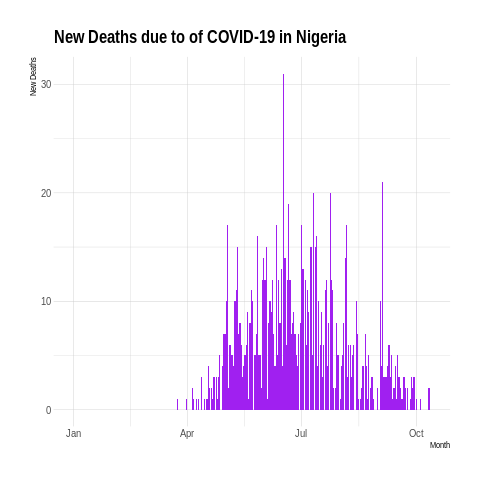 New Deaths due to of COVID-19 in Nigeria
New Deaths
30
20
10
0
Jan Apr Jul Oct
Month